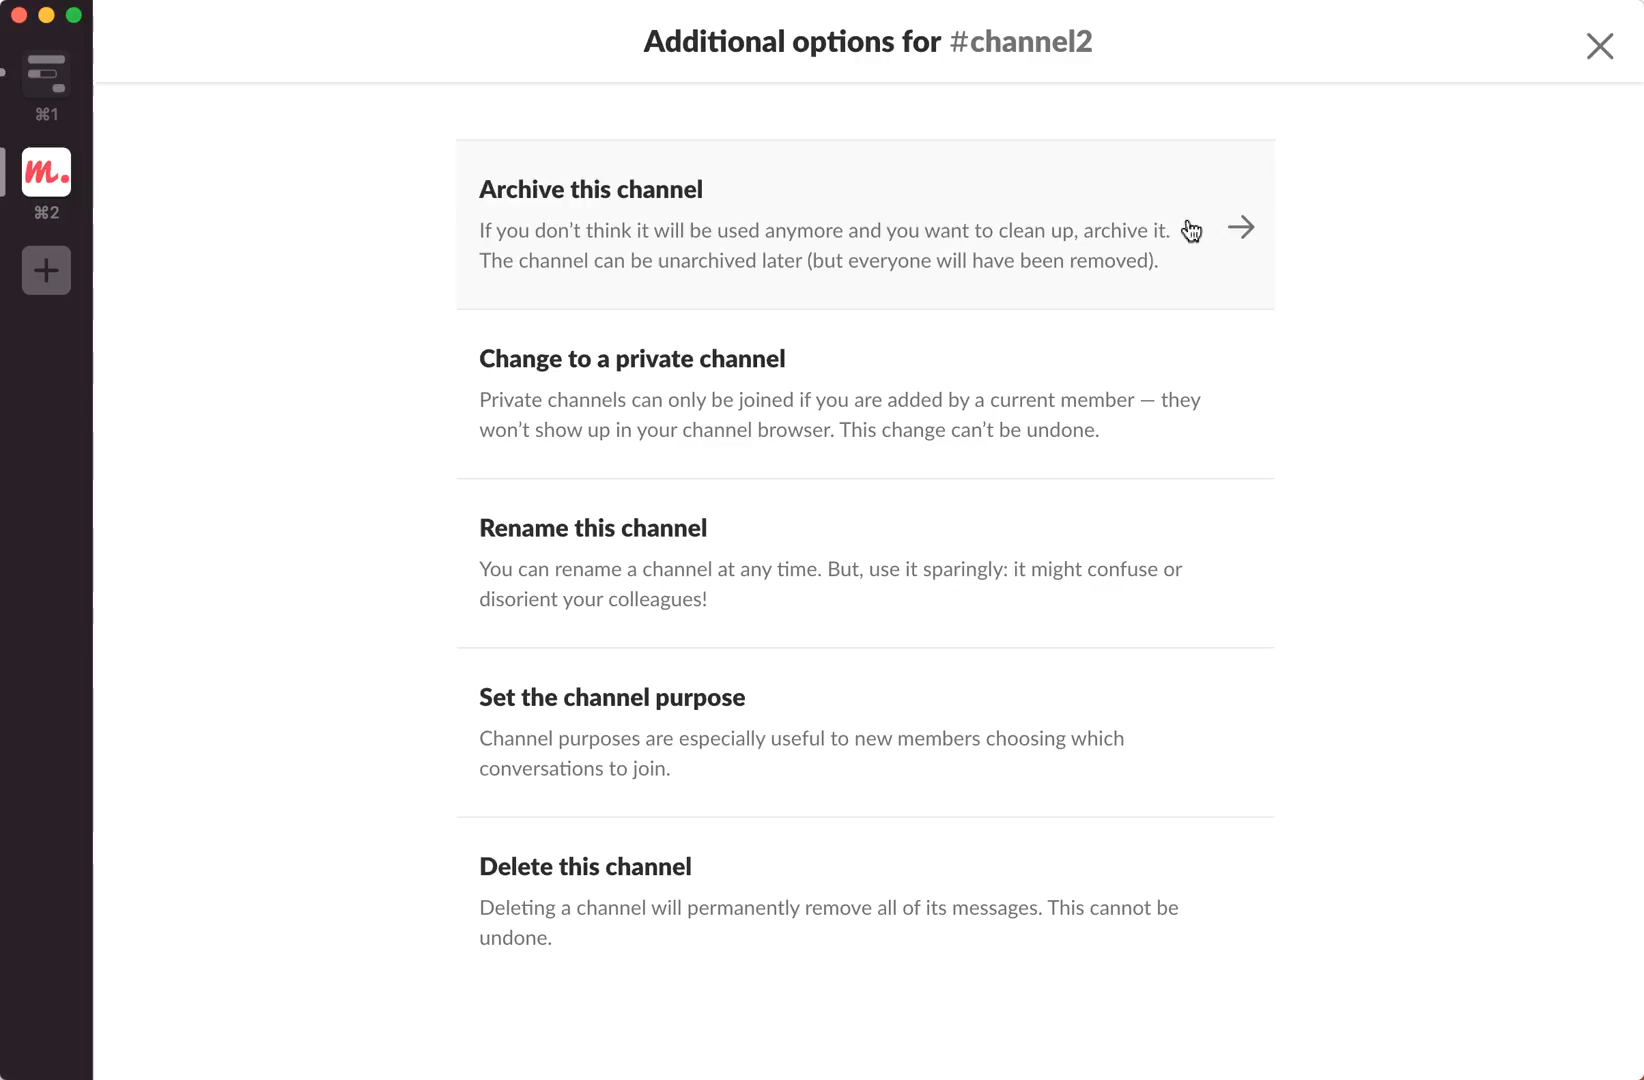 Additional options for #channel2
⌘1
m.
⌘2
Archive this channel
If you don’t think it will be used anymore and you want to clean up, archive it.
The channel can be unarchived later (but everyone will have been removed).
Change to a private channel
Private channels can only be joined if you are added by a current member — they
won’t show up in your channel browser. This change can’t be undone.
Rename this channel
You can rename a channel at any time. But, use it sparingly: it might confuse or
disorient your colleagues!
Set the channel purpose
Channel purposes are especially useful to new members choosing which
conversations to join.
Delete this channel
Deleting a channel will permanently remove all of its messages. This cannot be
undone.